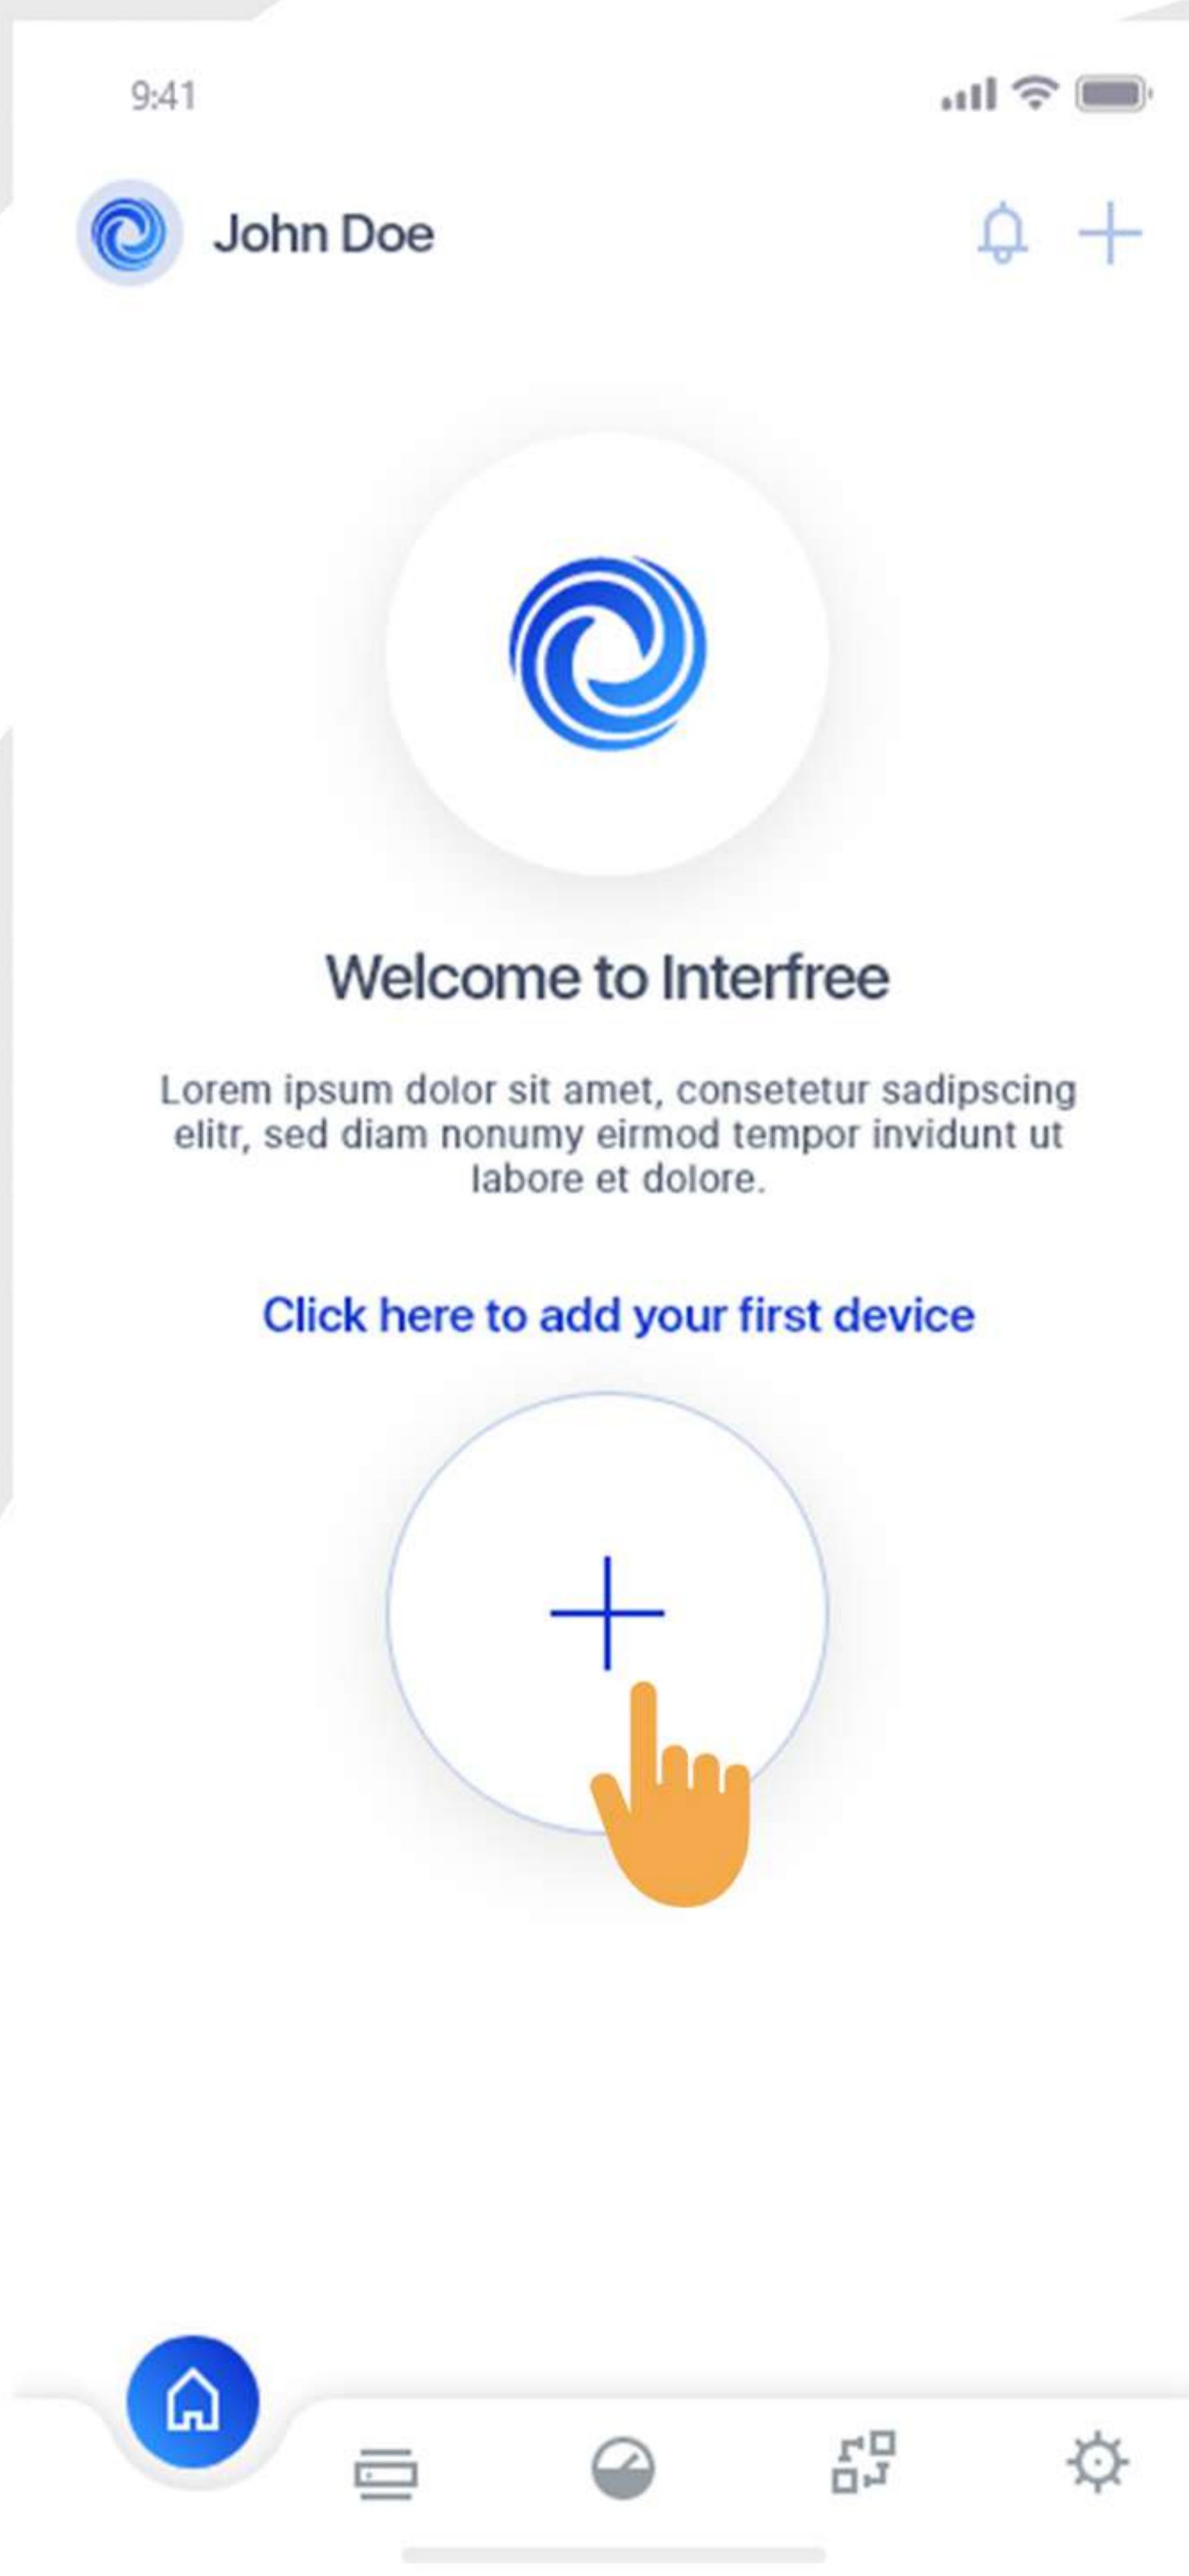 9:41
John Doe
Welcome to Interfree
Lorem ipsum dolor sit amet, consetetur sadipscing
elitr, sed diam nonumy eirmod tempor invidunt ut
labore et dolore.
Click here to add your first device